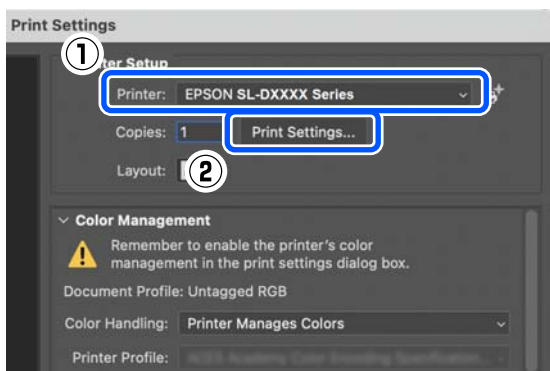 Print Settings
①
ter Setup
Printer: EPSON SL-DXXXX Series
Copies: 1 Print Settings...
Layout:
②
Color Management
Remember to enable the printer's color
management in the print settings dialog box.
Document Profile: Untagged RGB
Color Handling: Printer Manages Colors
Printer Profile: